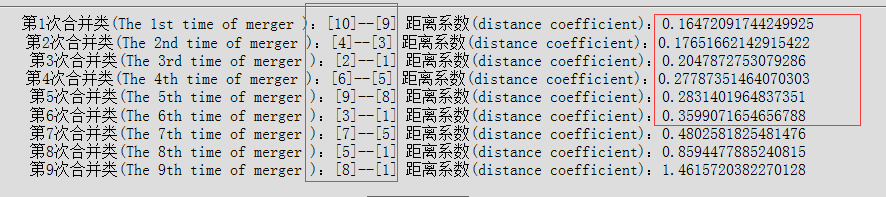 第1次合并类(The 1st time of merger ): [10]--[9] 距离系数(distance coefficient): 0.16472091744249925
第2次合并类(The 2nd time of merger ): [4]--[3] 距离系数(distance coefficient): 0.17651662142915422
第3次合并类(The 3rd time of merger ): [2]--[1] 距离系数(distance coefficient): 0.2047872753079286
第4次合并类(The 4th time of merger ): [6]--[5] 距离系数(distance coefficient): 0.27787351464070303
第5次合并类(The 5th time of merger ): [9]--[8] 距离系数(distance coefficient): 0.2831401964837351
第6次合并类(The 6th time of merger ): [3]--[1] 距离系数(distance coefficient): 0.3599071654656788
第7次合并类(The 7th time of merger ): [7]--[5] 距离系数(distance coefficient): 0.4802581825481476
第8次合并类(The 8th time of merger ): [5]--[1] 距离系数(distance coefficient): 0.8594477885240815
第9次合并类(The 9th time of merger ): [8]--[1] 距离系数(distance coefficient): 1.4615720382270128